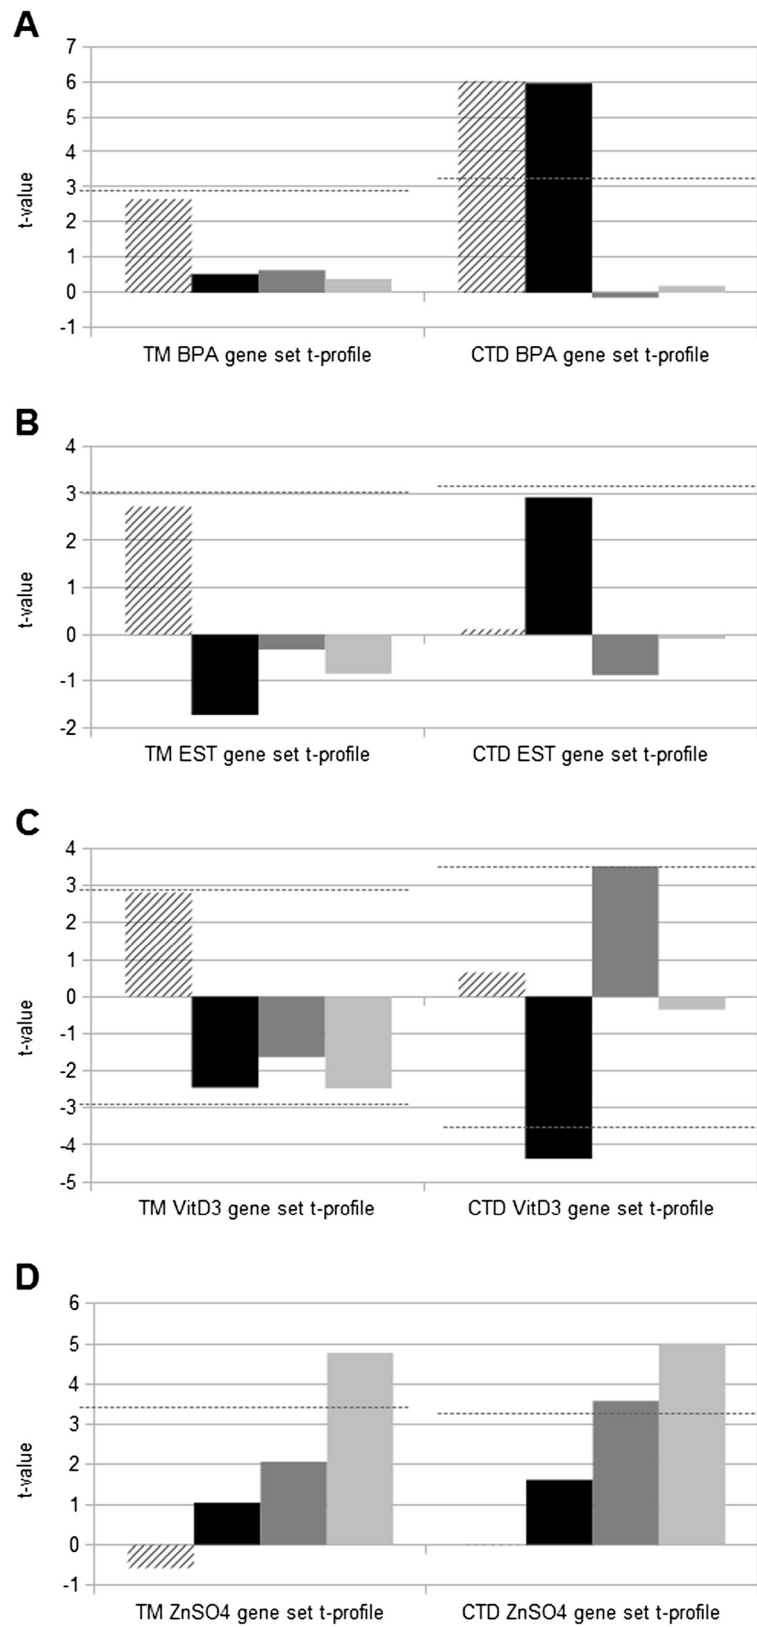 A
7
6
5
4
3
2
1
0
-1
t-value
TM BPA gene set t-profile
CTD BPA gene set t-profile
B
4
3
2
1
0
-1
-2
t-value
TM EST gene set t-profile
CTD EST gene set t-profile
C
4
3
2
1
0
-1
-2
-3
-4
-5
t-value
TM VitD3 gene set t-profile
CTD VitD3 gene set t-profile
D
6
5
4
3
2
1
0
-1
t-value
TM ZnSO4 gene set t-profile
CTD ZnSO4 gene set t-profile